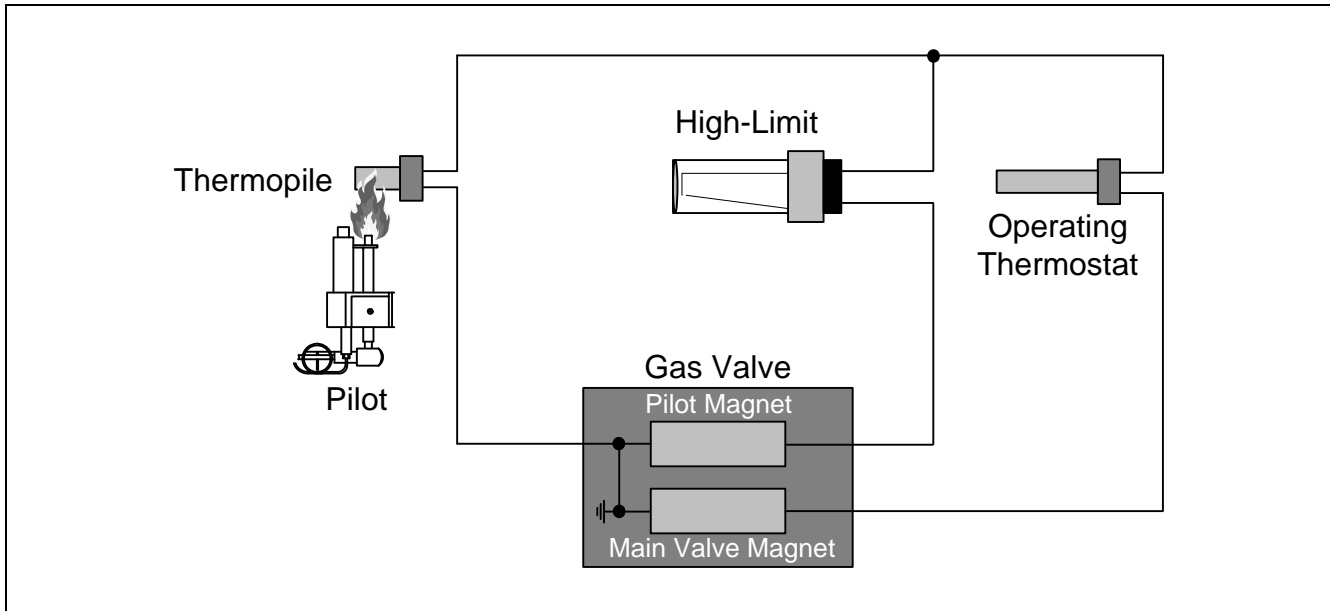 High-Limit
Thermopile
Operating
Thermostat
Gas Valve
Pilot Magnet
Pilot
Main Valve Magnet